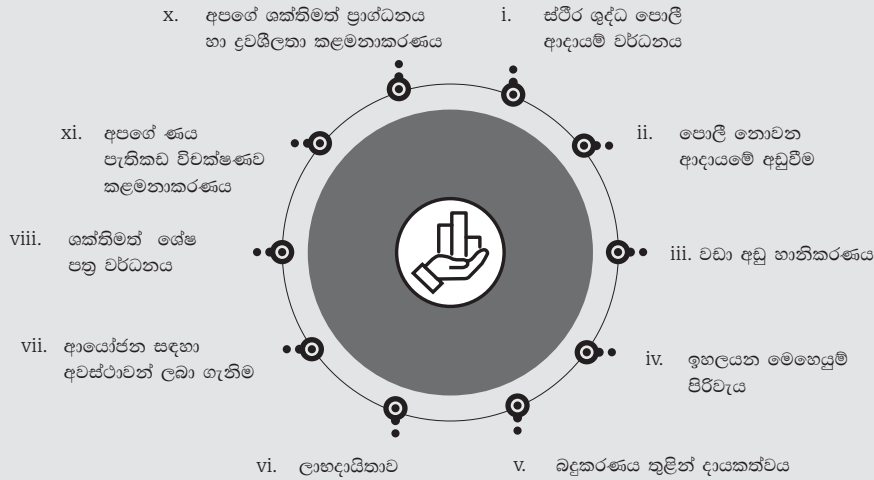 i. ස්ථීර ශුද්ධ පොලී
ආදායම් වර්ධනය
ii. පොලී නොවන
ආදායමේ අඩුවීම
iii. වඩා අඩු හානිකරණය
iv. ඉහලයන මෙහෙයුම්
පිරිවැය
v. බදුකරණය තුළින් දායකත්වය
vi. ලාභදායිතාව
vii. ආයෝජන සඳහා
අවස්ථාවන් ලබා ගැනිම
viii. ශක්තිමත් ශේෂ
පත්‍ර වර්ධනය
xi. අපගේ ණය
පැතිකඩ විචක්ෂණව
කළමනාකරණය
x. අපගේ ශක්තිමත් ප්‍රාග්ධනය
හා ද්‍රවශීලතා කළමනාකරණය